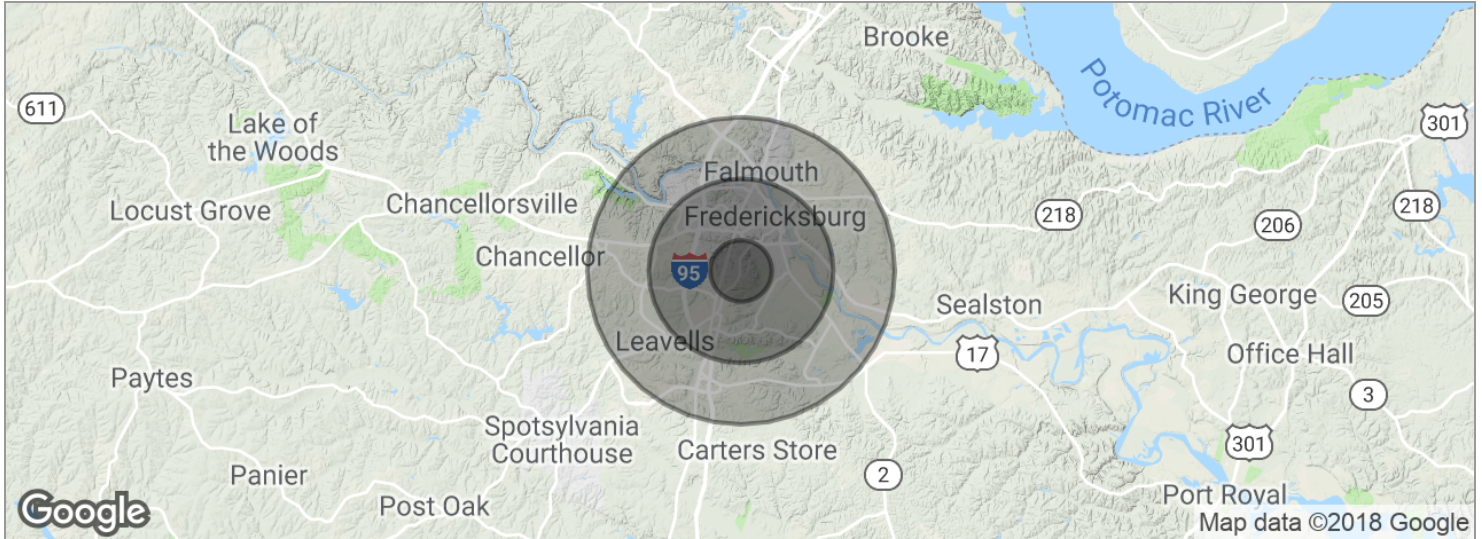 Brooke
Potomac River
611
301
Lake of
the Woods
Falmouth
Locust Grove
Chancellorsville
Fredericksburg
218
218
206
Chancellor
95
Sealston
King George
205
Leavells
17
Office Hall
Paytes
3
Spotsylvania
Courthouse
Carters Store
301
Panier
2
Post Oak
Port Royal
Google
Map data ©2018 Google